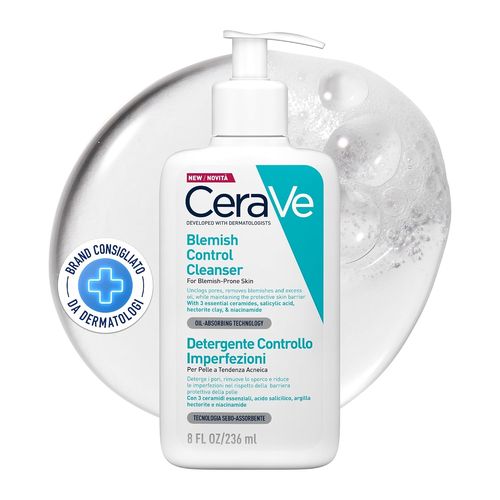 NEW / NOVITÀ
CeraVe
DEVELOPED WITH DERMATOLOGISTS
Blemish
Control
Cleanser
For Blemish-Prone Skin
Unclogs pores, removes blemishes and excess
oil, while maintaining the protective skin barrier
With 3 essential ceramides, salicylic acid,
hectorite clay, & niacinamide
OIL-ABSORBING TECHNOLOGY
Detergente Controllo
Imperfezioni
Per Pelle a Tendenza Acneica
Deterge i pori, rimuove lo sporco e riduce
le imperfezioni nel rispetto della barriera
protettiva della pelle
Con 3 ceramidi essenziali, acido salicilico, argilla
hectorite e niacinamide
TECNOLOGIA SEBO-ASSORBENTE
8 FL OZ/236 ml
BRAND CONSIGLIATO
DA DERMATOLOGI